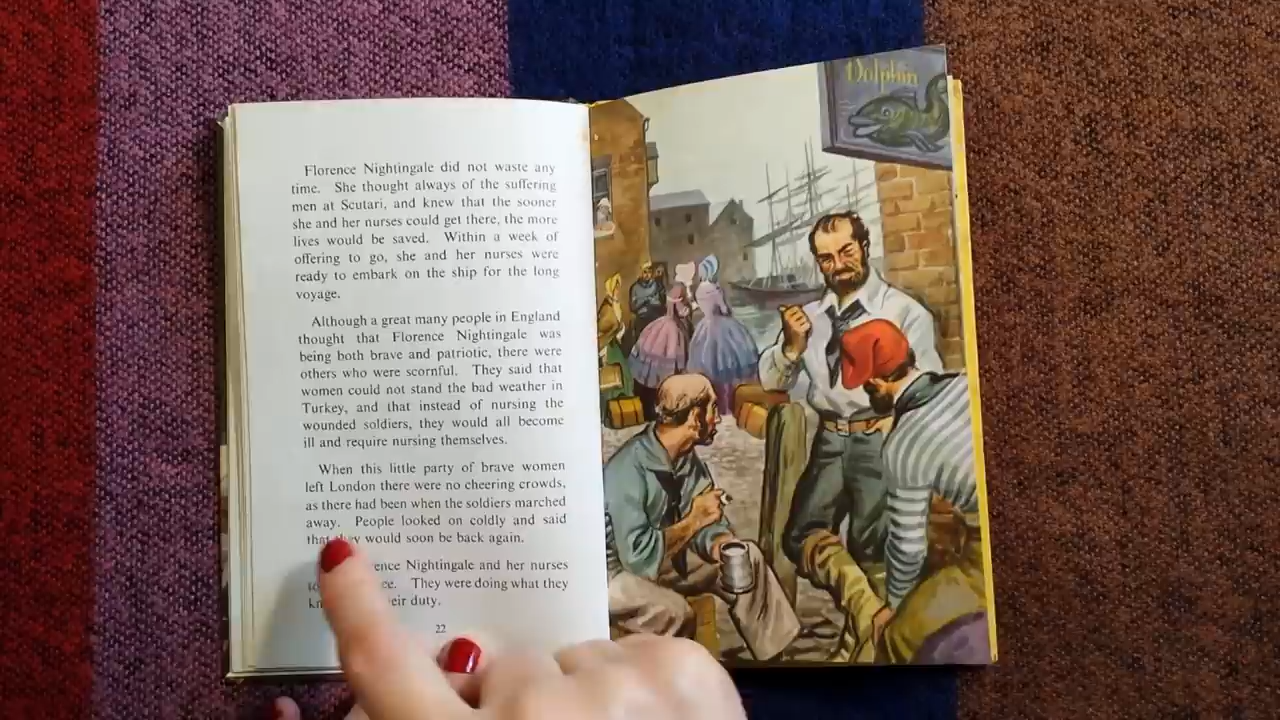 Florence Nightingale did not waste any
time. She thought always of the suffering
men at Scutari, and knew that the sooner
she and her nurses could get there, the more
lives would be saved. Within a week of
offering to go, she and her nurses were
ready to embark on the ship for the long
voyage.
Although a great many people in England
thought that Florence Nightingale was
being both brave and patriotic, there were
others who were scornful. They said that
women could not stand the bad weather in
Turkey, and that instead of nursing the
wounded soldiers, they would all become
ill and require nursing themselves.
When this little party of brave women
left London there were no cheering crowds,
as there had been when the soldiers marched
away. People looked on coldly and said
that they would soon be back again.
Nightingale and her nurses
They were doing what they
duty.
22
Dolphin